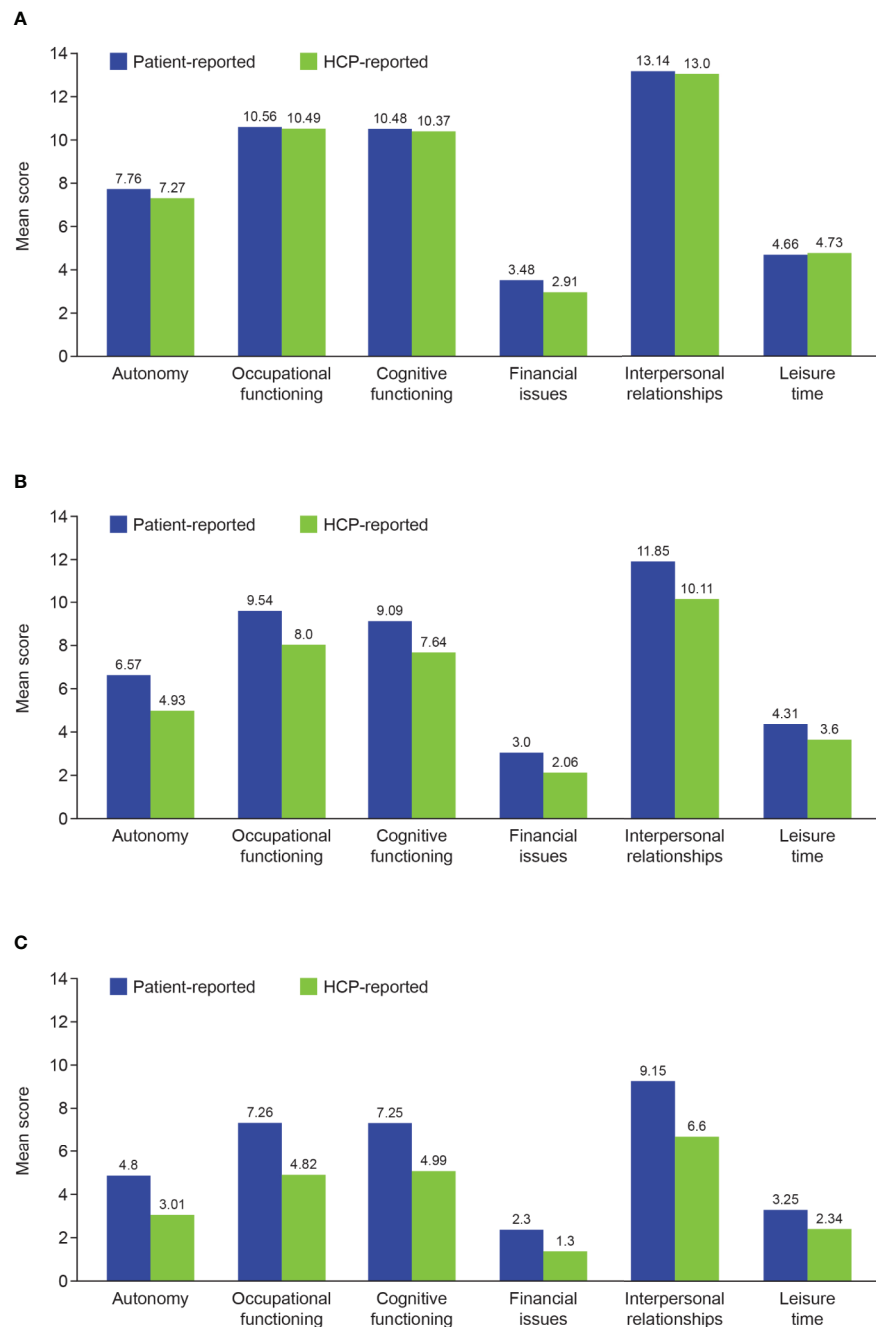 A
Patient-reported HCP-reported
14
12
10
8
6
4
2
0
Mean score
7.76 7.27 10.56 10.49 10.48 10.37 3.48 2.91 13.14 13.0 4.66 4.73
Autonomy Occupational Cognitive Financial Interpersonal Leisure
functioning functioning issues relationships time
B
Patient-reported HCP-reported
14
12
10
8
6
4
2
0
Mean score
6.57 4.93 9.54 8.0 9.09 7.64 3.0 2.06 11.85 10.11 4.31 3.6
Autonomy Occupational Cognitive Financial Interpersonal Leisure
functioning functioning issues relationships time
C
Patient-reported HCP-reported
14
12
10
8
6
4
2
0
Mean score
4.8 3.01 7.26 4.82 7.25 4.99 2.3 1.3 9.15 6.6 3.25 2.34
Autonomy Occupational Cognitive Financial Interpersonal Leisure
functioning functioning issues relationships time